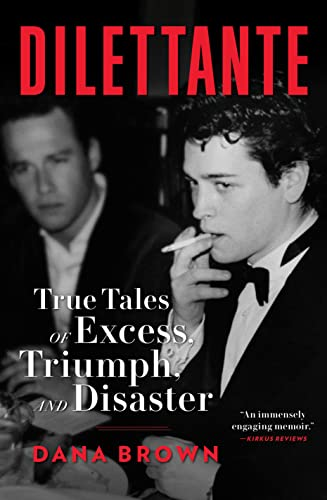 DILETTANTE
True Tales
OF Excess,
Triumph,
AND Disaster
“An immensely
engaging memoir.”
—KIRKUS REVIEWS
DANA BROWN